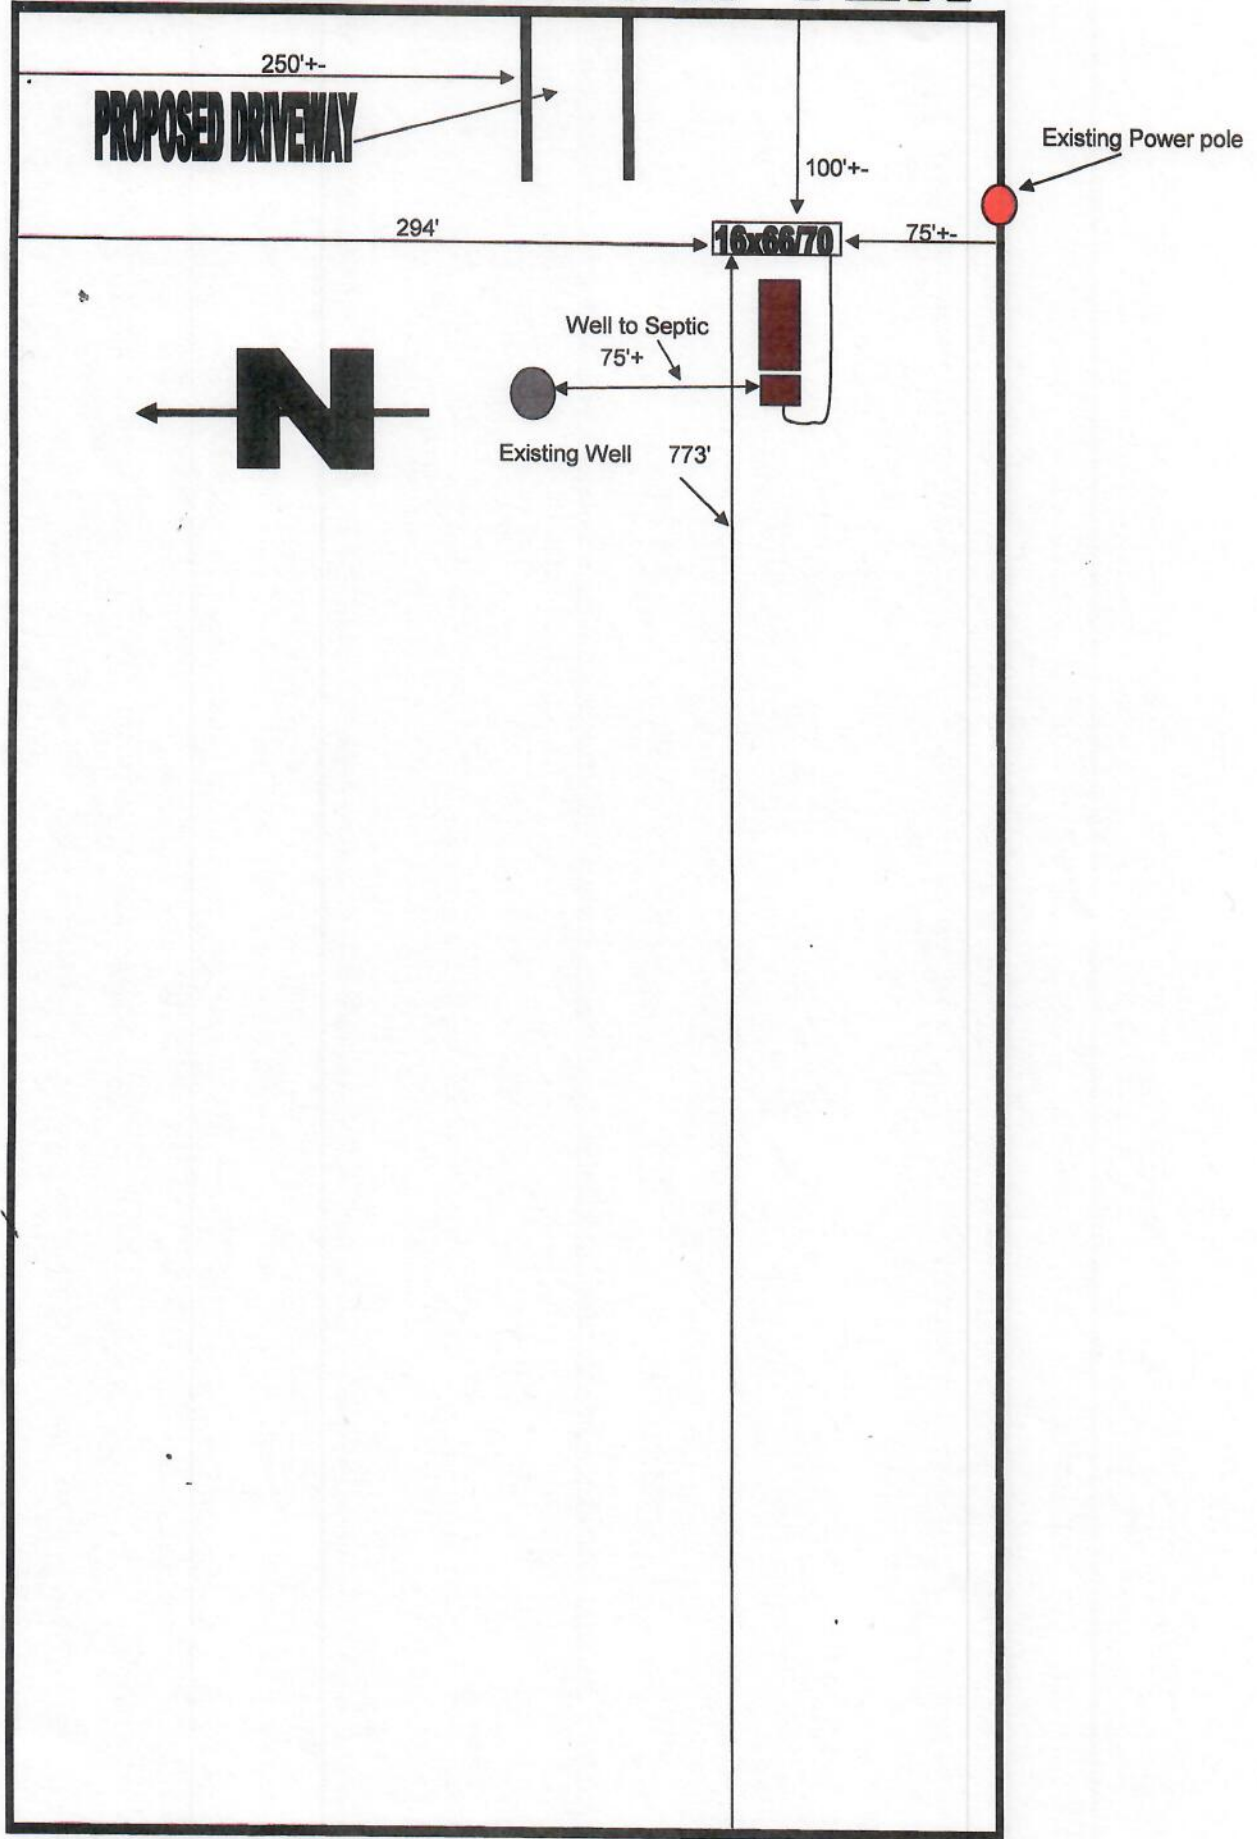 250'+-
PROPOSED DRIVEWAY
Existing Power pole
100'+-
294'
16x66/70
75'+-
Well to Septic
75'+
N
Existing Well
773'